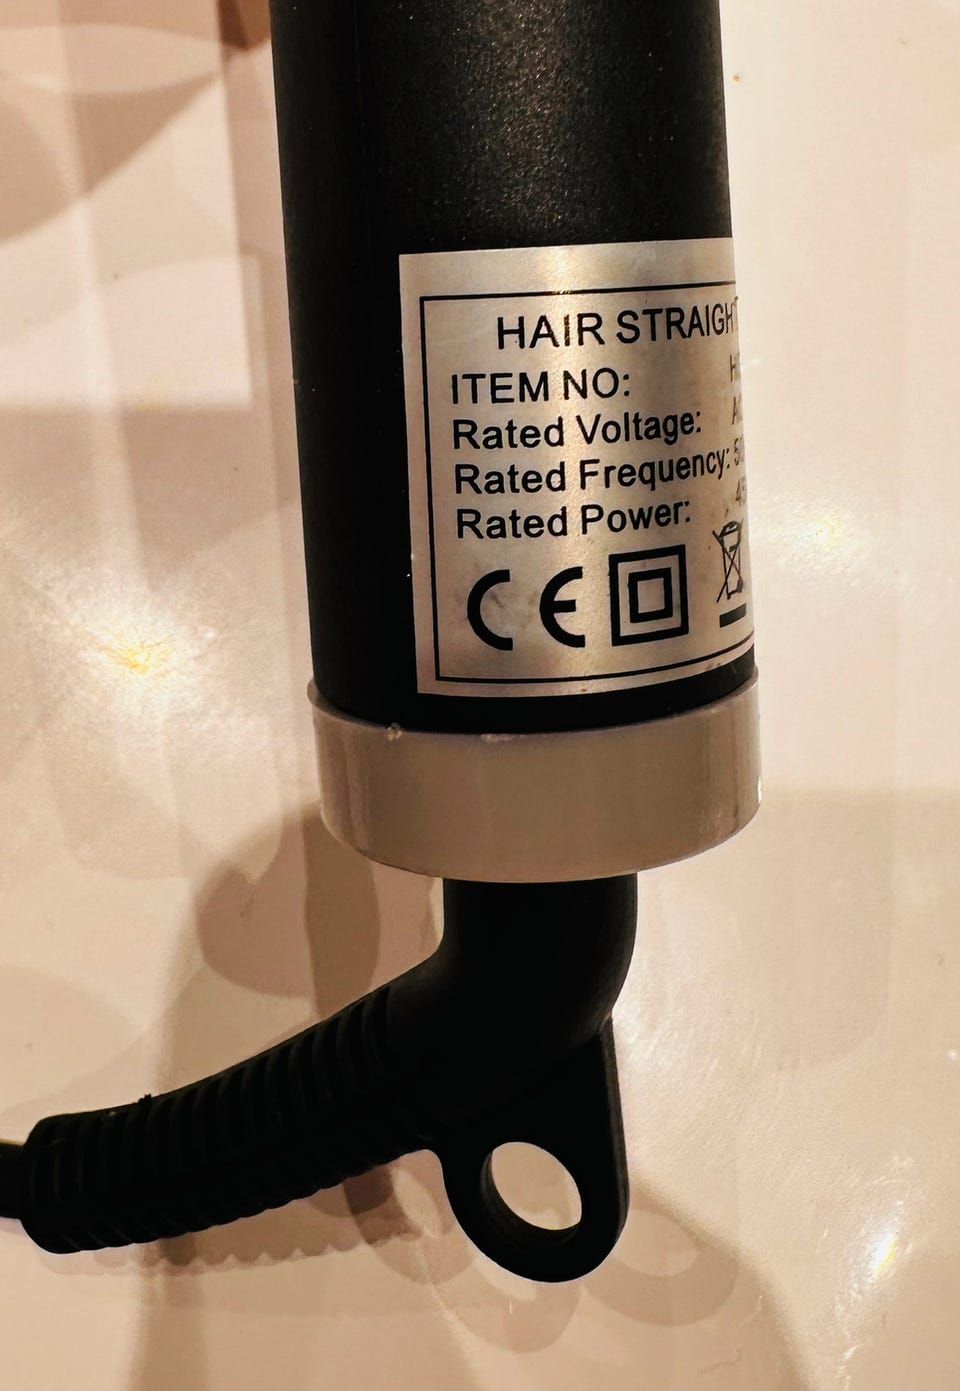 HAIR STRAIGHT
ITEM NO:
Rated Voltage:
Rated Frequency:
Rated Power:
CE